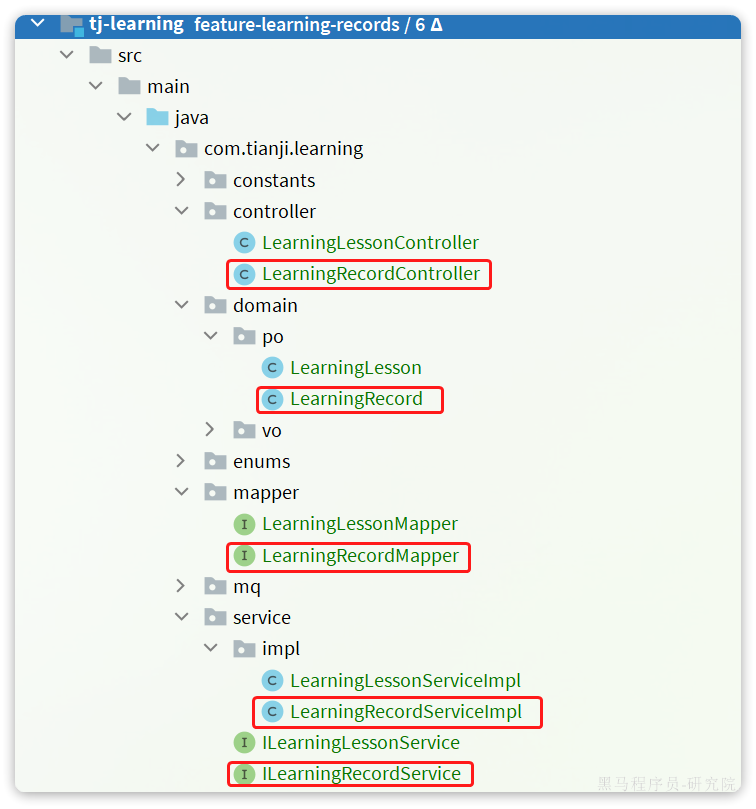 tj-learning feature-learning-records / 6 Δ
src
main
java
com.tianji.learning
constants
controller
C LearningLessonController
C LearningRecordController
domain
po
C LearningLesson
C LearningRecord
vo
enums
mapper
I LearningLessonMapper
I LearningRecordMapper
mq
service
impl
C LearningLessonServiceImpl
C LearningRecordServiceImpl
I ILearningLessonService
I ILearningRecordService
黑马程序员-研究院